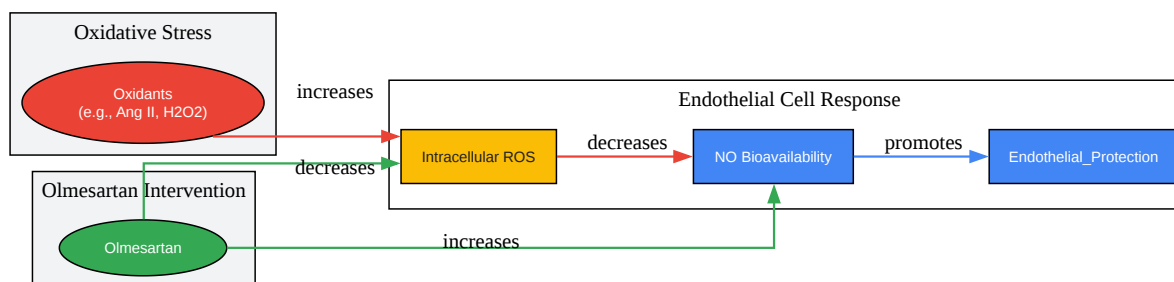 Oxidative Stress
Oxidants
(e.g., Ang II, H2O2)
increases
Endothelial Cell Response
Intracellular ROS
decreases
NO Bioavailability
promotes
Endothelial_Protection
decreases
Olmesartan Intervention
Olmesartan
increases